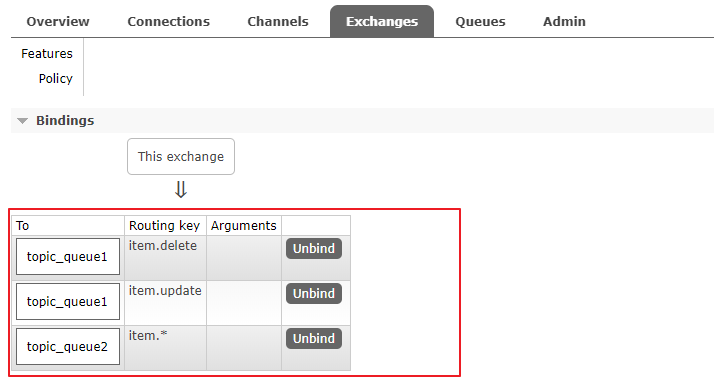 Overview Connections Channels Exchanges Queues Admin
Features
Policy
Bindings
This exchange
⇓
To Routing key Arguments
topic_queue1 item.delete Unbind
topic_queue1 item.update Unbind
topic_queue2 item.* Unbind